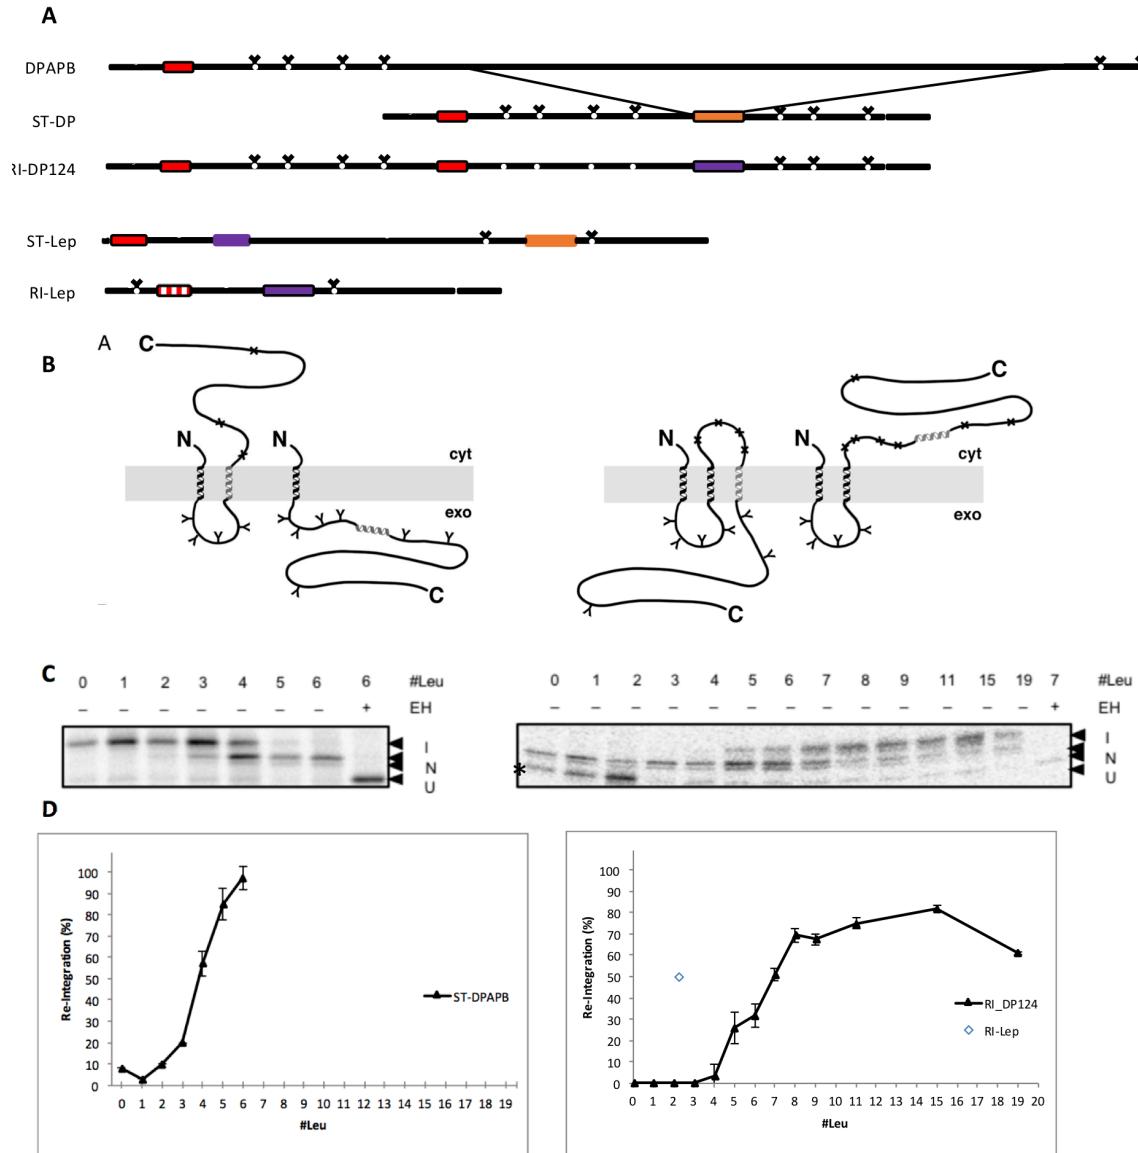 A
DPAPB
ST-DP
RI-DP124
ST-Lep
RI-Lep
A
B
C
N
N
cyt
exo
C
N
N
C
cyt
exo
C
C
0 1 2 3 4 5 6 6 #Leu
– – – – – – – + EH
I
N
U
0 1 2 3 4 5 6 7 8 9 11 15 19 7 #Leu
– – – – – – – – – – – – – + EH
*
I
N
U
D
Re-Integration (%)
100
90
80
70
60
50
40
30
20
10
0
0 1 2 3 4 5 6 7 8 9 10 11 12 13 14 15 16 17 18 19
#Leu
ST-DPAPB
Re-Integration (%)
100
90
80
70
60
50
40
30
20
10
0
0 1 2 3 4 5 6 7 8 9 10 11 12 13 14 15 16 17 18 19 20
#Leu
RI_DP124
RI-Lep